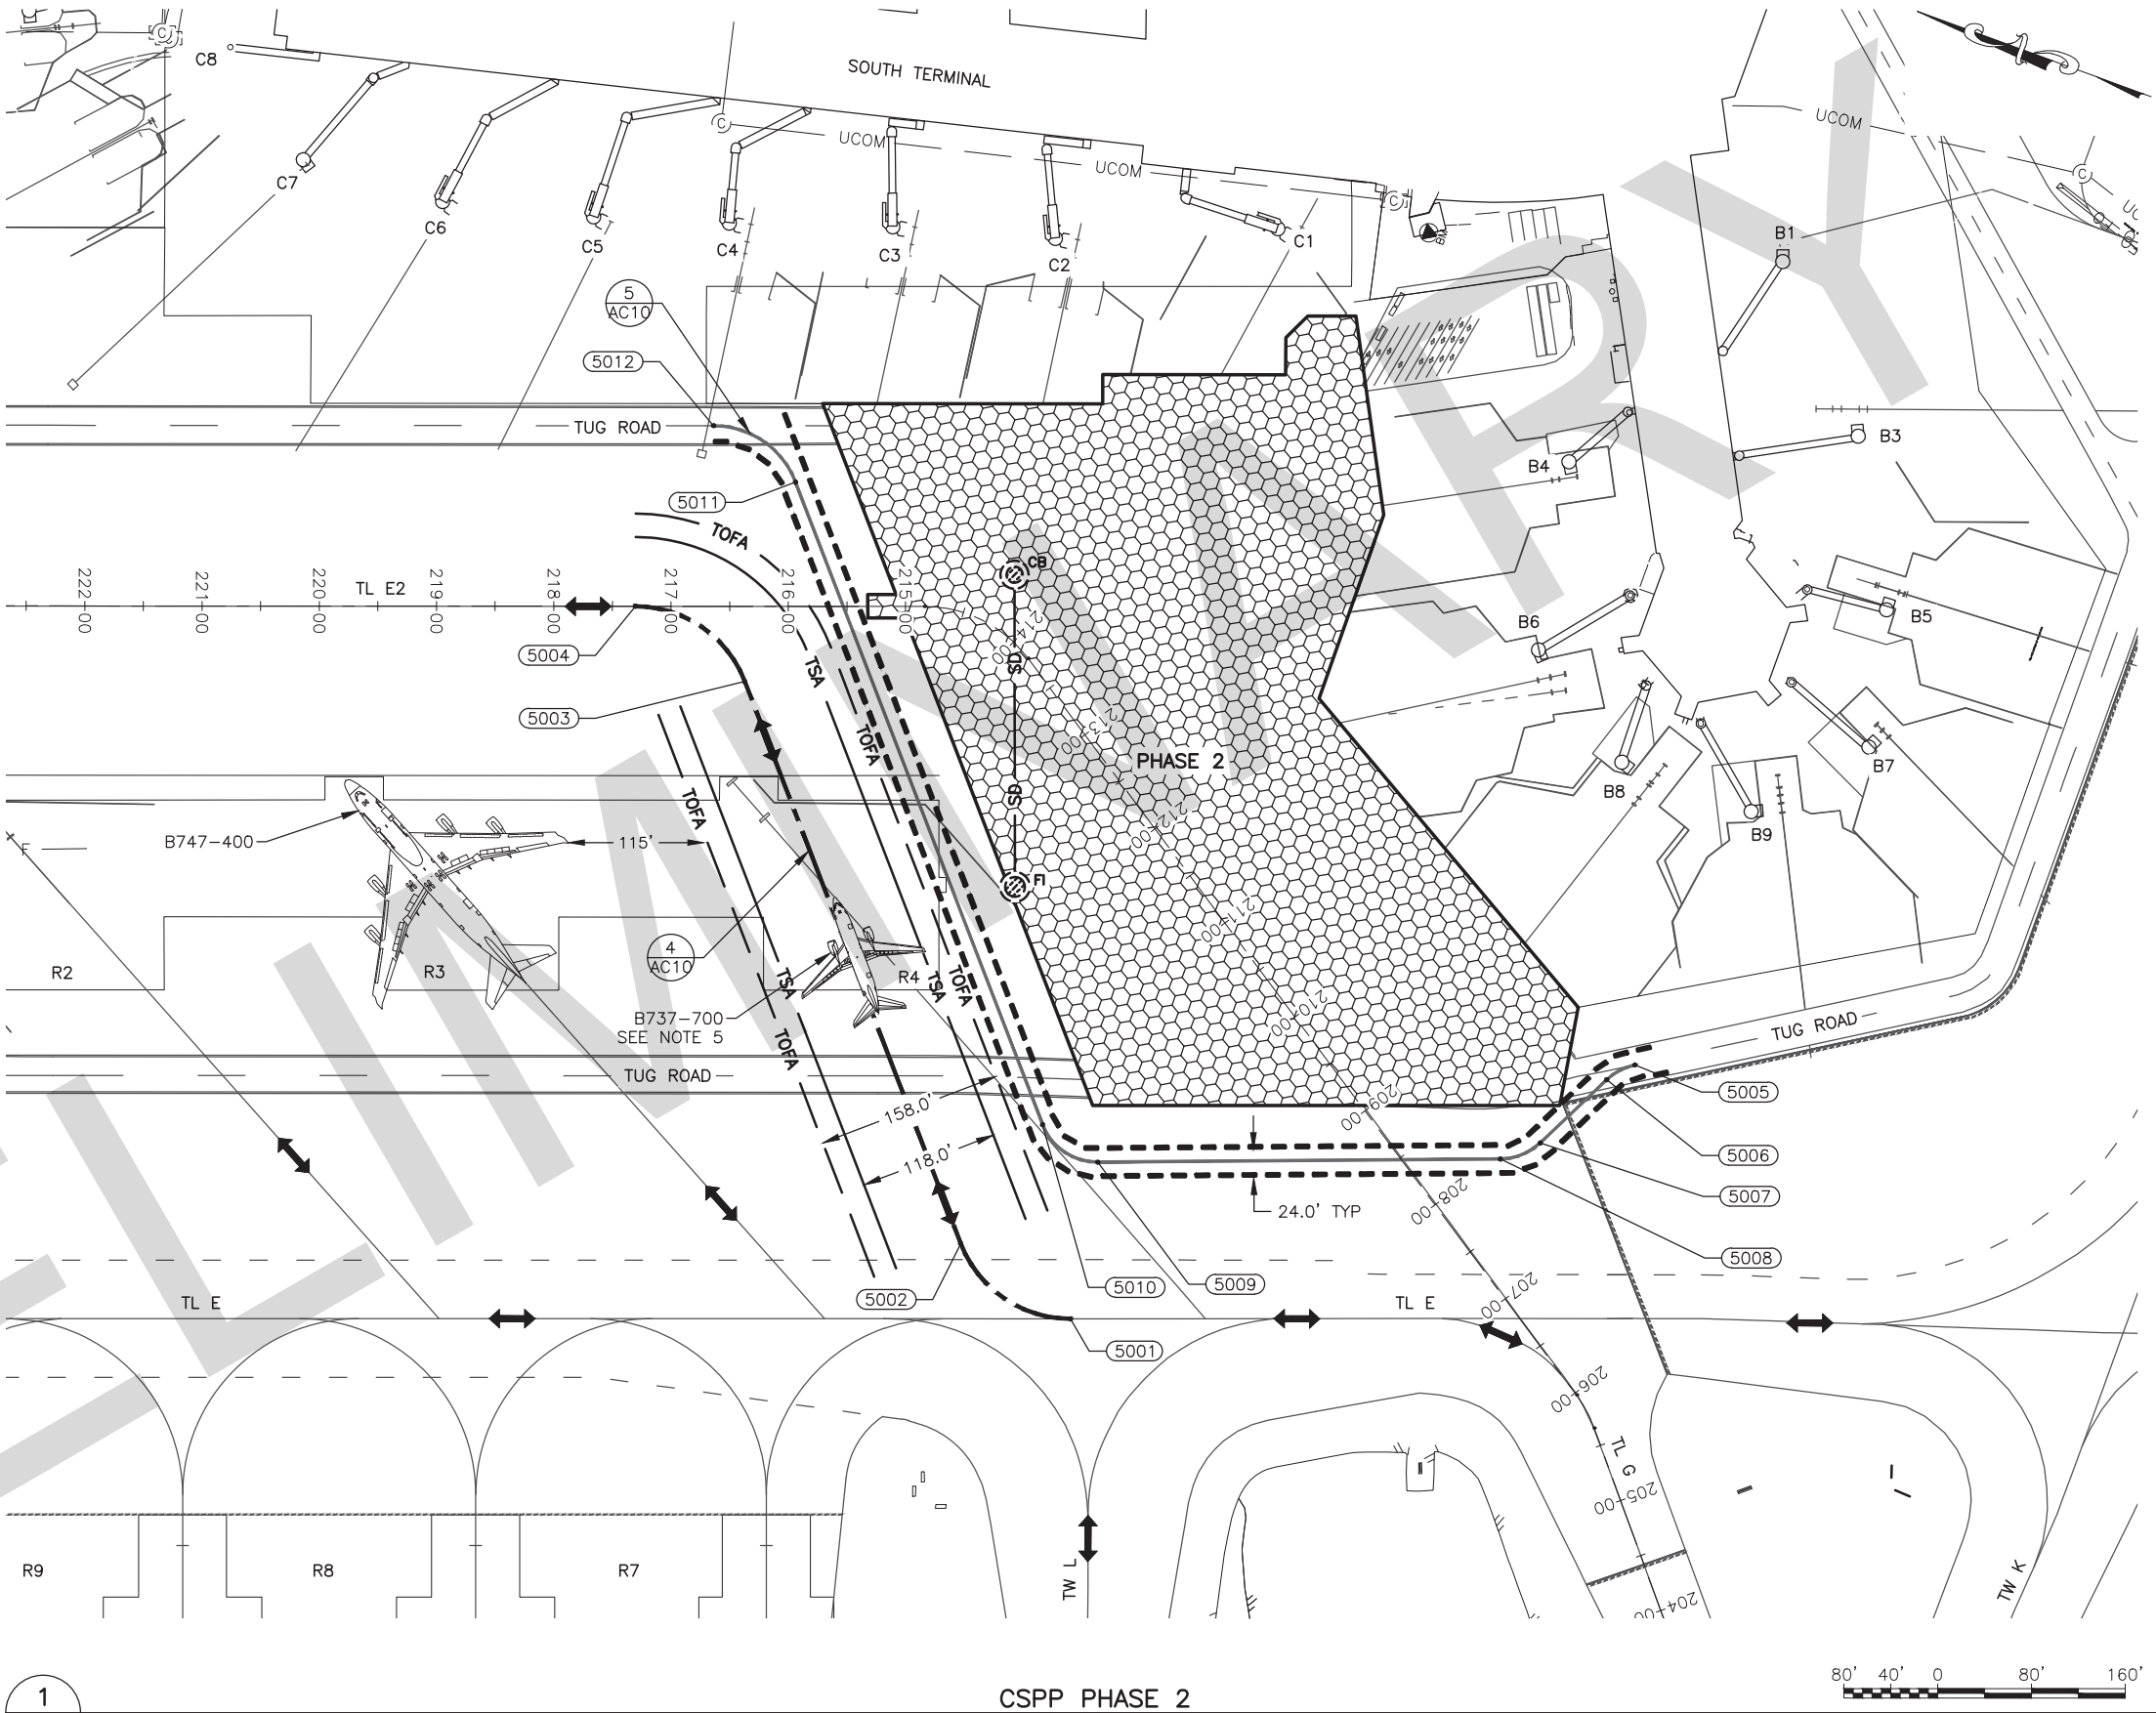 C
C8
SOUTH TERMINAL
C
UCOM
UCOM
C
UCOM
C
C7
C6
C5
C4
C3
C2
C1
B1
5
AC10
5012
TUG ROAD
5011
B3
B4
TOFA
CB
TL E2
222+00
221+00
220+00
219+00
218+00
217+00
216+00
215+00
214+00
213+00
212+00
211+00
210+00
209+00
208+00
207+00
206+00
205+00
204+00
5004
TSA
SD
B6
B5
5003
TOFA
PHASE 2
B7
B8
B9
B747-400
115'
TOFA
SD
F
FI
4
AC10
R2
R3
R4
TSA
TSA
TOFA
B737-700
SEE NOTE 5
TOFA
TUG ROAD
TUG ROAD
158.0'
118.0'
5005
5006
5007
24.0' TYP
5008
5009
5010
5002
TL E
TL E
5001
TL G
R9
R8
R7
TW L
TW K
1
CSPP PHASE 2
80' 40' 0 80' 160'
ELIMINARY